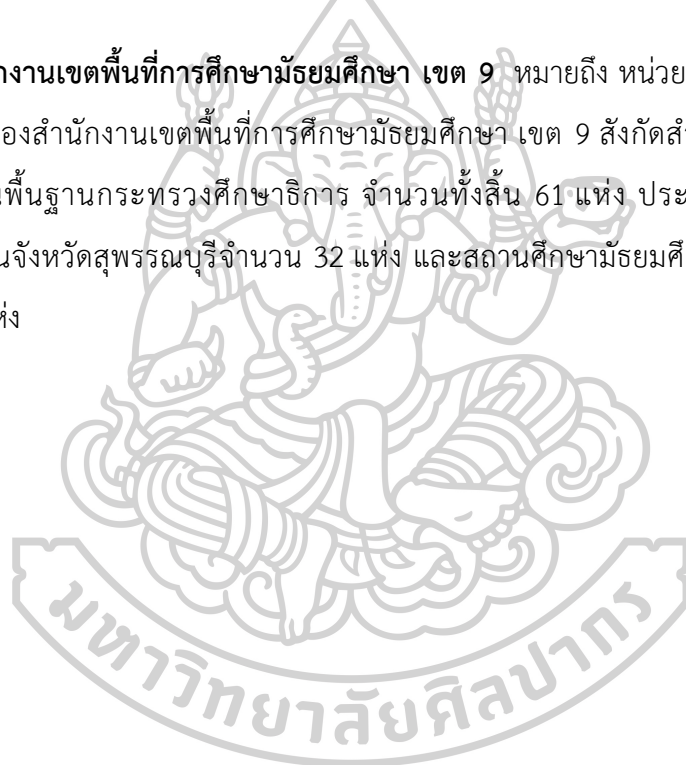 กงานเขตพื้นที่การศึกษามัธยมศึกษา เขต 9 หมายถึง หน่วย
องสำนักงานเขตพื้นที่การศึกษามัธยมศึกษา เขต 9 สังกัดสำ
นพื้นฐานกระทรวงศึกษาธิการ จำนวนทั้งสิ้น 61 แห่ง ประ
นจังหวัดสุพรรณบุรีจำนวน 32 แห่ง และสถานศึกษามัธยมศึ
ห่ง
มหาวิทยาลัยศิลปากร